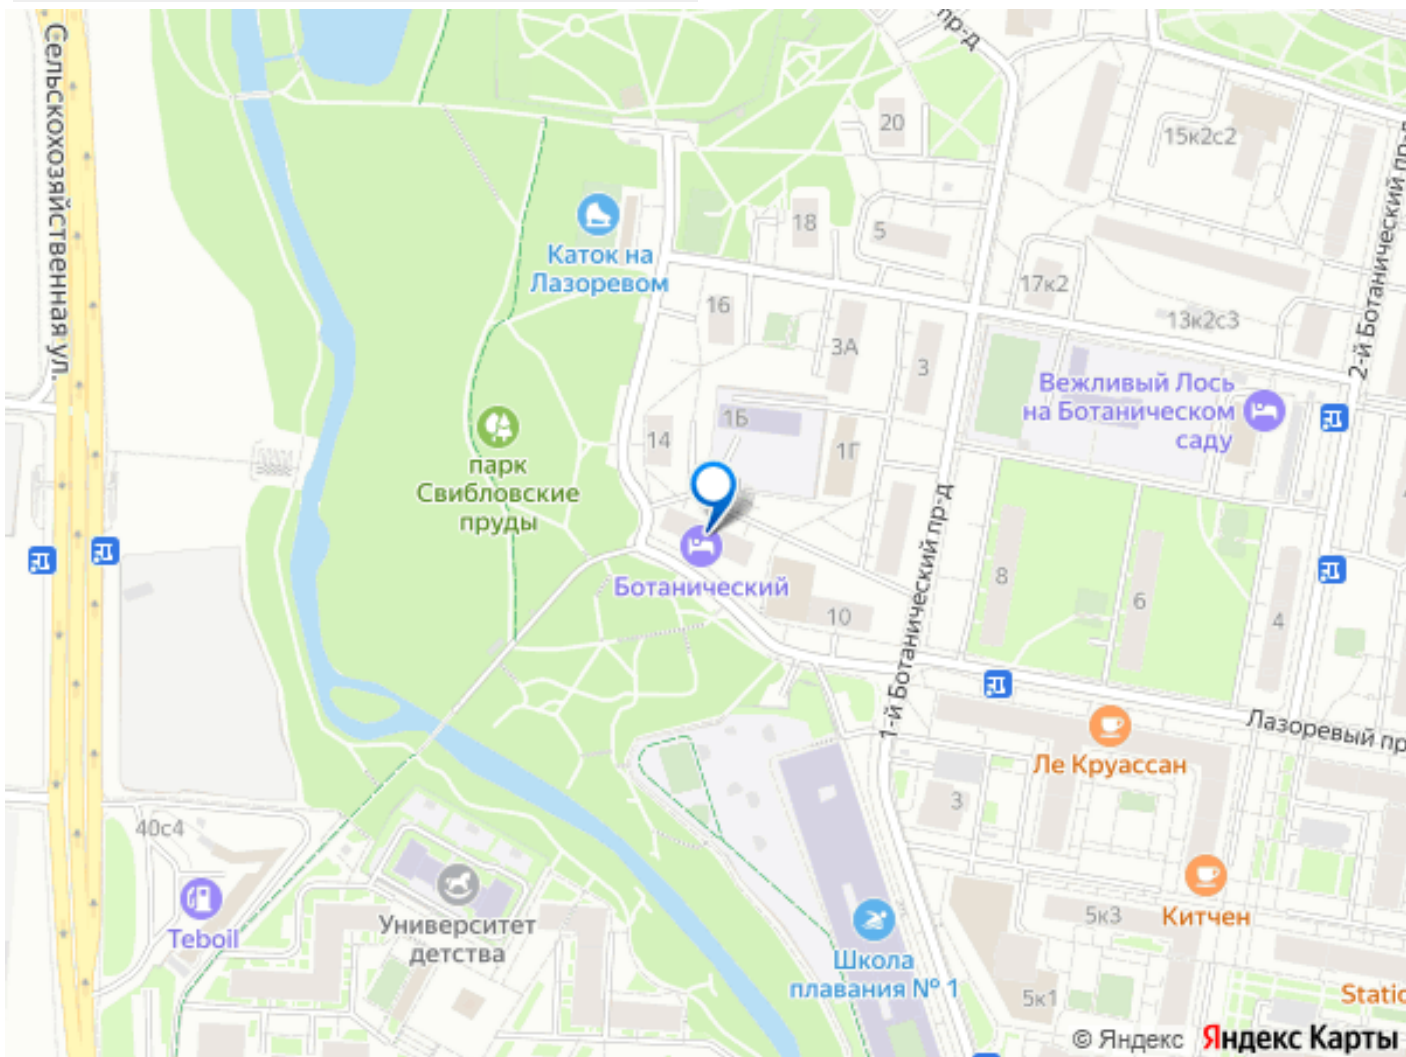 Сельскохозяйственная ул.
пр-д
20
15к2с2
2-й Ботанический пр-д
Каток на
Лазоревом
18
5
17к2
13к2с3
16
3А
3
Вежливый Лось
на Ботаническом
саду
1Б
14
1Г
парк
Свибловские
пруды
Ботанический
1-й Ботанический пр-д
10
8
6
4
Лазоревый пр
Ле Круассан
3
40с4
Teboil
Университет
детства
Школа
плавания № 1
5к3
Китчен
5к1
Static
© Яндекс Яндекс Карты